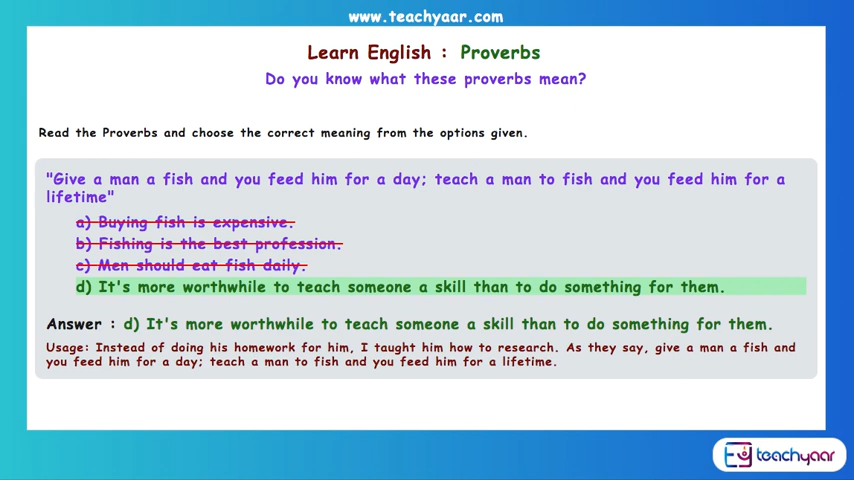 www.teachyaar.com
Learn English : Proverbs
Do you know what these proverbs mean?
Read the Proverbs and choose the correct meaning from the options given.
"Give a man a fish and you feed him for a day; teach a man to fish and you feed him for a
lifetime"
a) Buying fish is expensive.
b) Fishing is the best profession.
c) Men should eat fish daily.
d) It's more worthwhile to teach someone a skill than to do something for them.
Answer : d) It's more worthwhile to teach someone a skill than to do something for them.
Usage: Instead of doing his homework for him, I taught him how to research. As they say, give a man a fish and
you feed him for a day; teach a man to fish and you feed him for a lifetime.
teachyaar